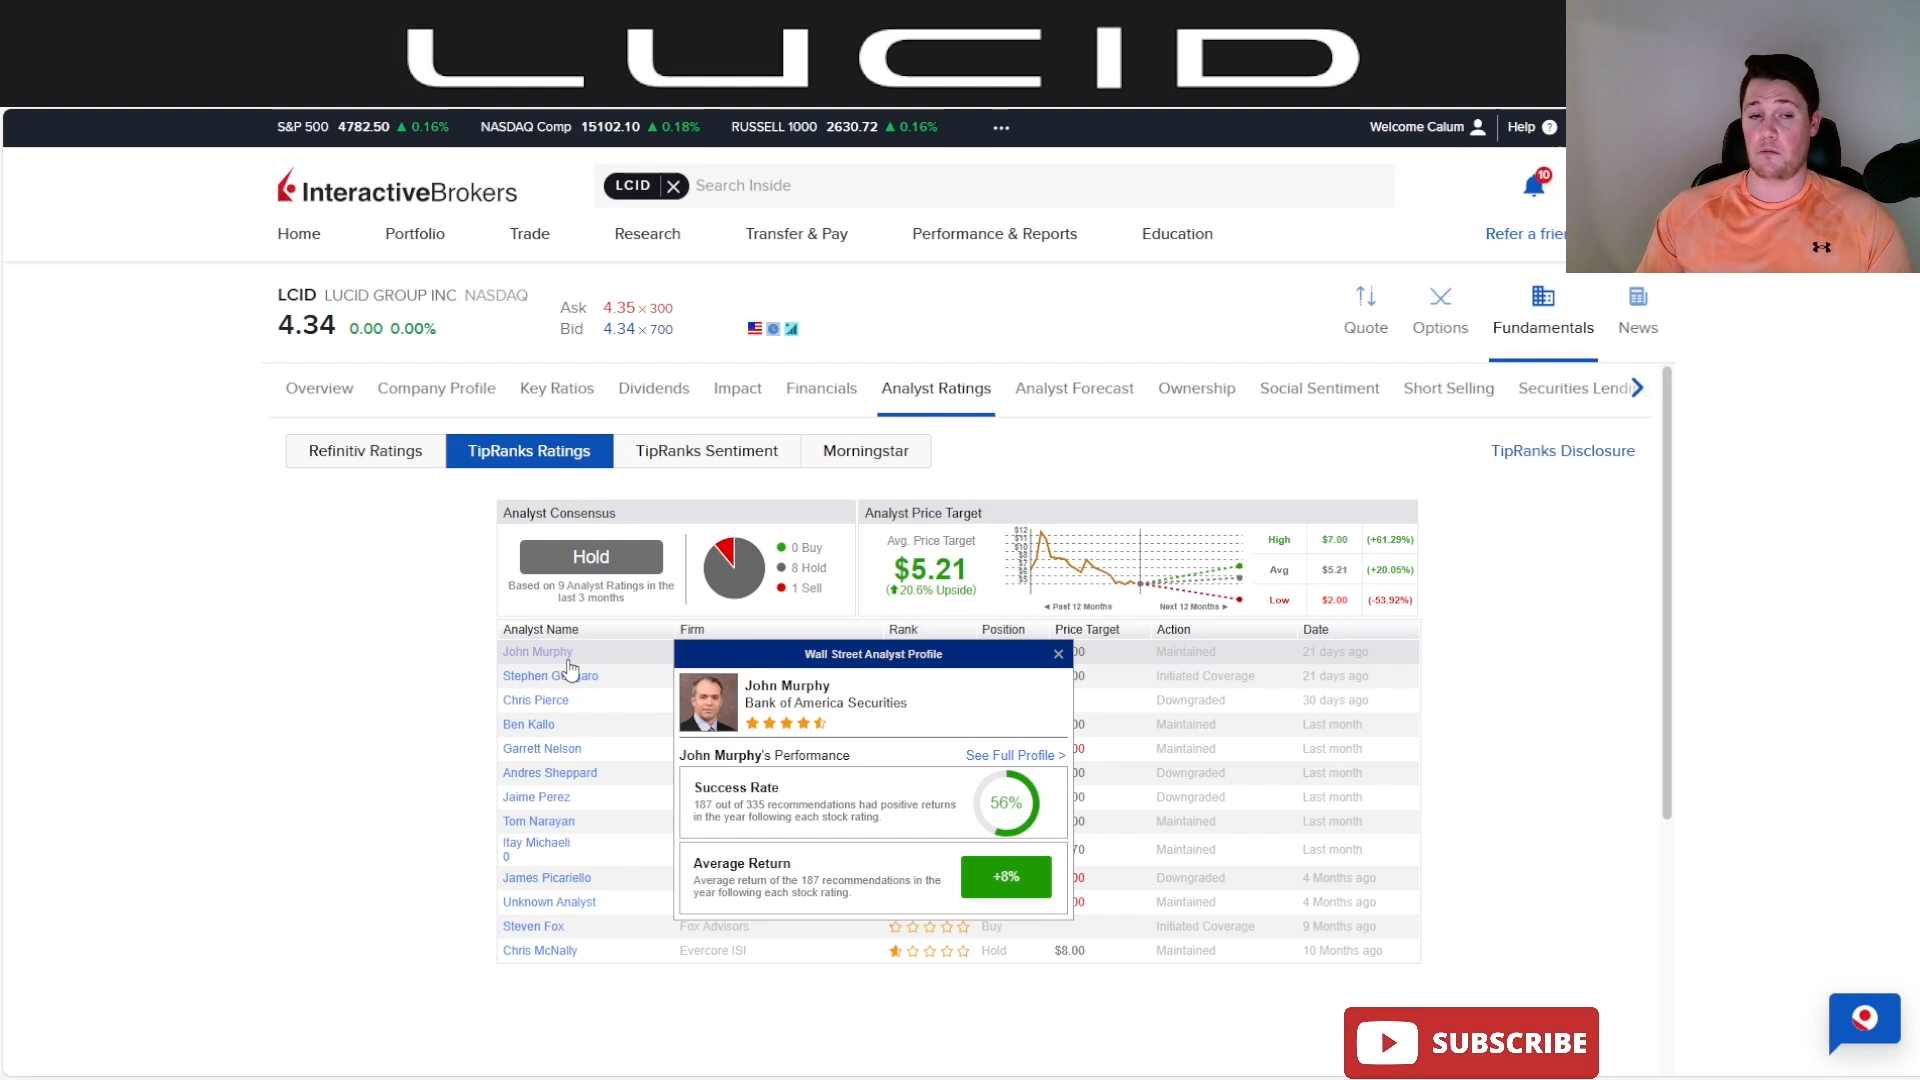 LUCID
S&P 500 4782.50 ▲ 0.16% NASDAQ Comp 15102.10 ▲ 0.18% RUSSELL 1000 2630.72 ▲ 0.16% ••• Welcome Calum Help ?
InteractiveBrokers LCID X Search Inside 10
Home Portfolio Trade Research Transfer & Pay Performance & Reports Education Refer a
LCID LUCID GROUP INC NASDAQ
4.34 0.00 0.00%
Ask 4.35 × 300
Bid 4.34 × 700
Quote Options Fundamentals News
Overview Company Profile Key Ratios Dividends Impact Financials Analyst Ratings Analyst Forecast Ownership Social Sentiment Short Selling Securities
Refinitiv Ratings TipRanks Ratings TipRanks Sentiment Morningstar TipRanks Disclosure
Analyst Consensus
Hold
Based on 9 Analyst Ratings in the
last 3 months
0 Buy
8 Hold
1 Sell
Analyst Price Target
Avg. Price Target
$5.21
(20.6% Upside)
$12
$11
$10
Past 12 Months Next 12 Months
High $7.00 (+61.29%)
Avg $5.21 (+20.05%)
Low $2.00 (-53.92%)
Analyst Name Firm Rank Position Price Target Action Date
John Murphy 00 Maintained 21 days ago
Stephen 00 Initiated Coverage 21 days ago
Chris Pierce Downgraded 30 days ago
Ben Kallo 00 Maintained Last month
Garrett Nelson 00 Maintained Last month
Andres Sheppard 00 Downgraded Last month
Jaime Perez 00 Downgraded Last month
Tom Narayan 00 Maintained Last month
Itay Michaeli
0 70 Maintained Last month
James Picariello 00 Downgraded 4 Months ago
Unknown Analyst 00 Maintained 4 Months ago
Steven Fox Fox Advisors Buy Initiated Coverage 9 Months ago
Chris McNally Evercore ISI Hold $8.00 Maintained 10 Months ago
Wall Street Analyst Profile
John Murphy
Bank of America Securities
John Murphy's Performance See Full Profile >
Success Rate
187 out of 335 recommendations had positive returns
in the year following each stock rating.
56%
Average Return
Average return of the 187 recommendations in the
year following each stock rating.
+8%
SUBSCRIBE